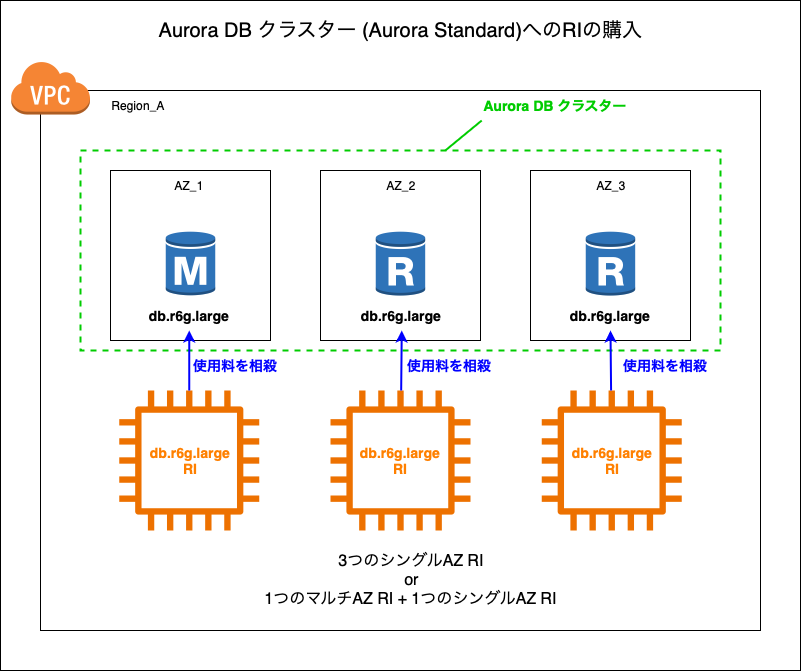 Aurora DB クラスター (Aurora Standard)へのRIの購入
VPC
Region_A
Aurora DB クラスター
AZ_1
AZ_2
AZ_3
M
R
R
db.r6g.large
db.r6g.large
db.r6g.large
使用料を相殺
使用料を相殺
使用料を相殺
db.r6g.large
RI
db.r6g.large
RI
db.r6g.large
RI
3つのシングルAZ RI
or
1つのマルチAZ RI + 1つのシングルAZ RI